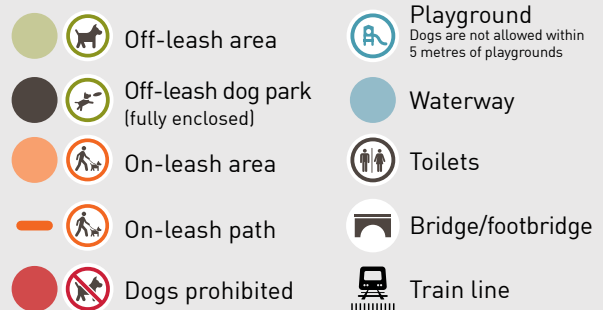 Off-leash area
Off-leash dog park
(fully enclosed)
On-leash area
On-leash path
Dogs prohibited
Playground
Dogs are not allowed within
5 metres of playgrounds
Waterway
Toilets
Bridge/footbridge
Train line